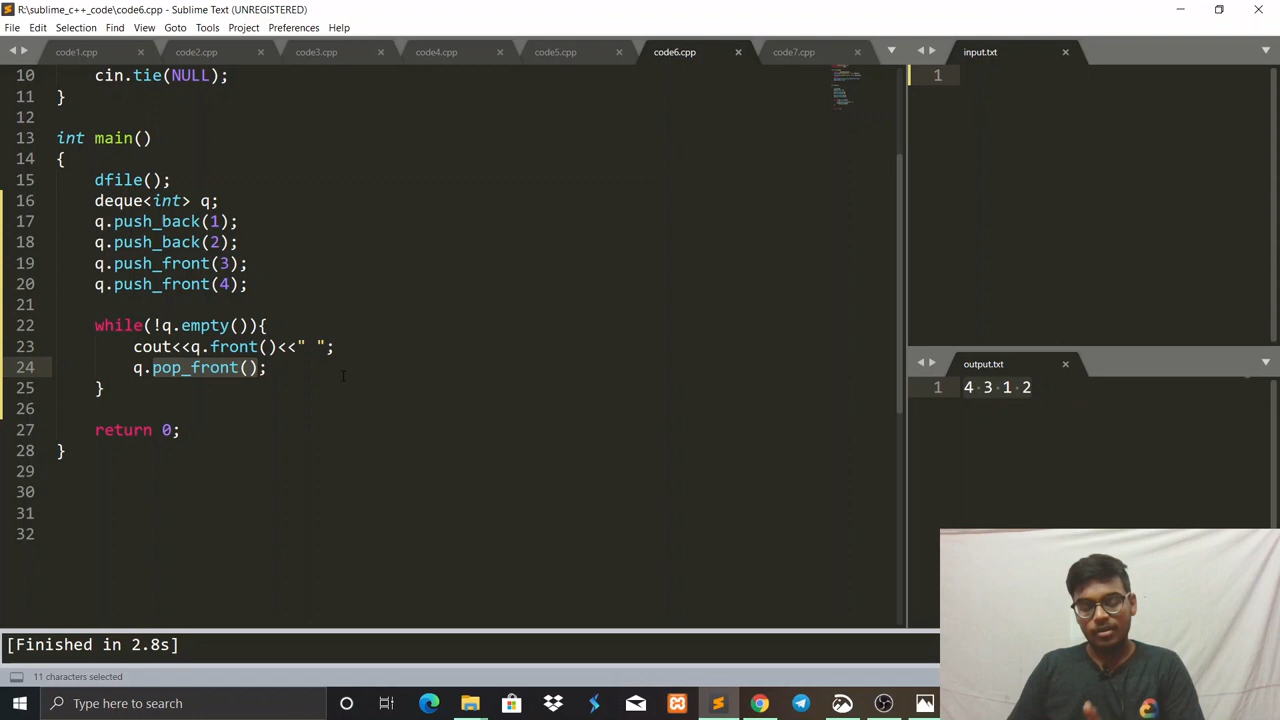 R:\sublime_c++_code\code6.cpp - Sublime Text (UNREGISTERED)
File Edit Selection Find View Goto Tools Project Preferences Help
code1.cpp code2.cpp code3.cpp code4.cpp code5.cpp code6.cpp code7.cpp
10 cin.tie(NULL);
11 }
12
13 int main()
14 {
15 dfile();
16 deque<int> q;
17 q.push_back(1);
18 q.push_back(2);
19 q.push_front(3);
20 q.push_front(4);
21
22 while(!q.empty()){
23 cout<<q.front()<<" ";
24 q.pop_front();
25 }
26
27 return 0;
28 }
29
30
31
32
input.txt
1
output.txt
1 4 3 1 2
[Finished in 2.8s]
11 characters selected
Type here to search